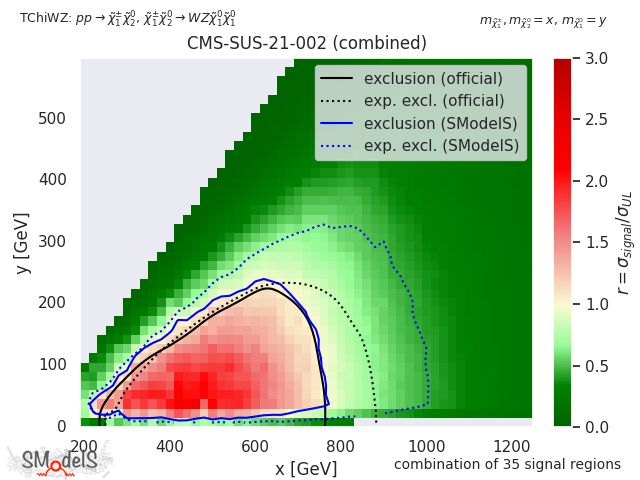 TChiWZ: pp → χ̃₁^± χ̃₂⁰, χ̃₁^± χ̃₂⁰ → WZχ̃₁⁰χ̃₁⁰
m_χ̃₁^±, m_χ̃₂⁰ = x, m_χ̃₁⁰ = y
CMS-SUS-21-002 (combined)
exclusion (official)
exp. excl. (official)
exclusion (SModelS)
exp. excl. (SModelS)
500
400
300
200
100
0
y [GeV]
200 400 600 800 1000 1200
x [GeV]
3.0
2.5
2.0
1.5
1.0
0.5
0.0
r = σ_signal/σ_UL
SModelS
combination of 35 signal regions